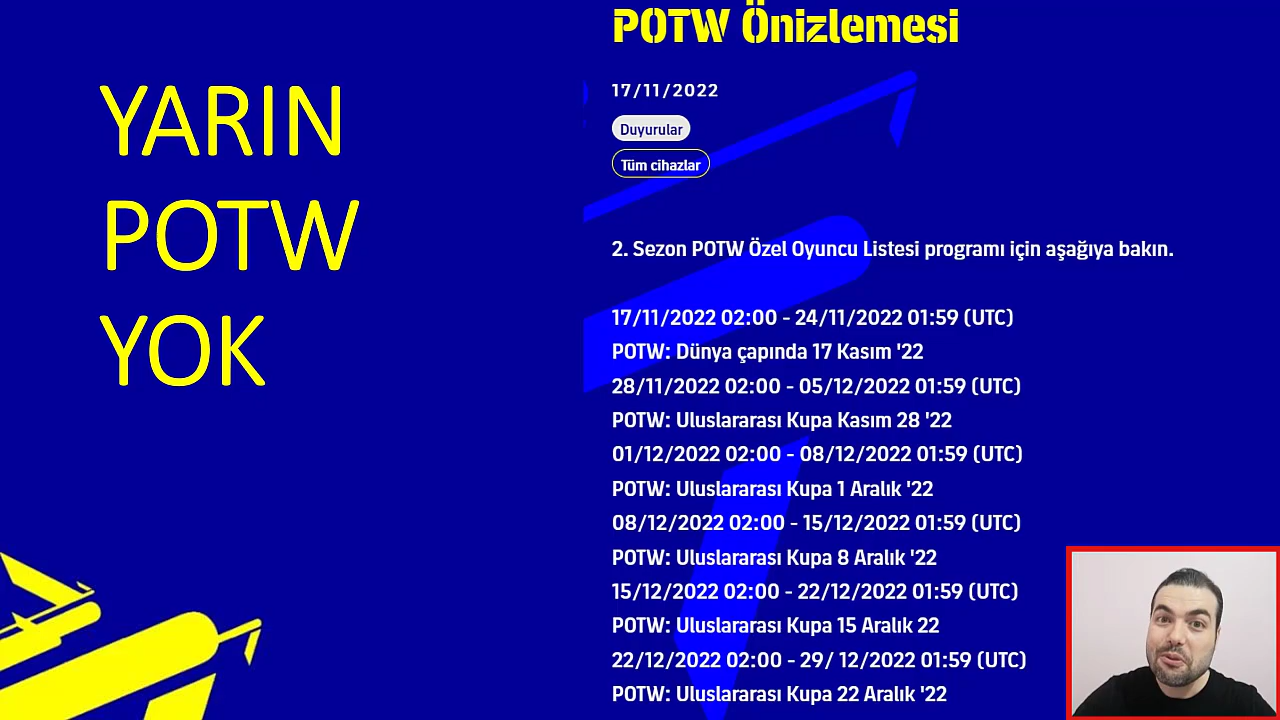 YARIN
POTW
YOK
POTW Önizlemesi
17/11/2022
Duyurular
Tüm cihazlar
2. Sezon POTW Özel Oyuncu Listesi programı için aşağıya bakın.
17/11/2022 02:00 - 24/11/2022 01:59 (UTC)
POTW: Dünya çapında 17 Kasım '22
28/11/2022 02:00 - 05/12/2022 01:59 (UTC)
POTW: Uluslararası Kupa Kasım 28 '22
01/12/2022 02:00 - 08/12/2022 01:59 (UTC)
POTW: Uluslararası Kupa 1 Aralık '22
08/12/2022 02:00 - 15/12/2022 01:59 (UTC)
POTW: Uluslararası Kupa 8 Aralık '22
15/12/2022 02:00 - 22/12/2022 01:59 (UTC)
POTW: Uluslararası Kupa 15 Aralık 22
22/12/2022 02:00 - 29/ 12/2022 01:59 (UTC)
POTW: Uluslararası Kupa 22 Aralık '22